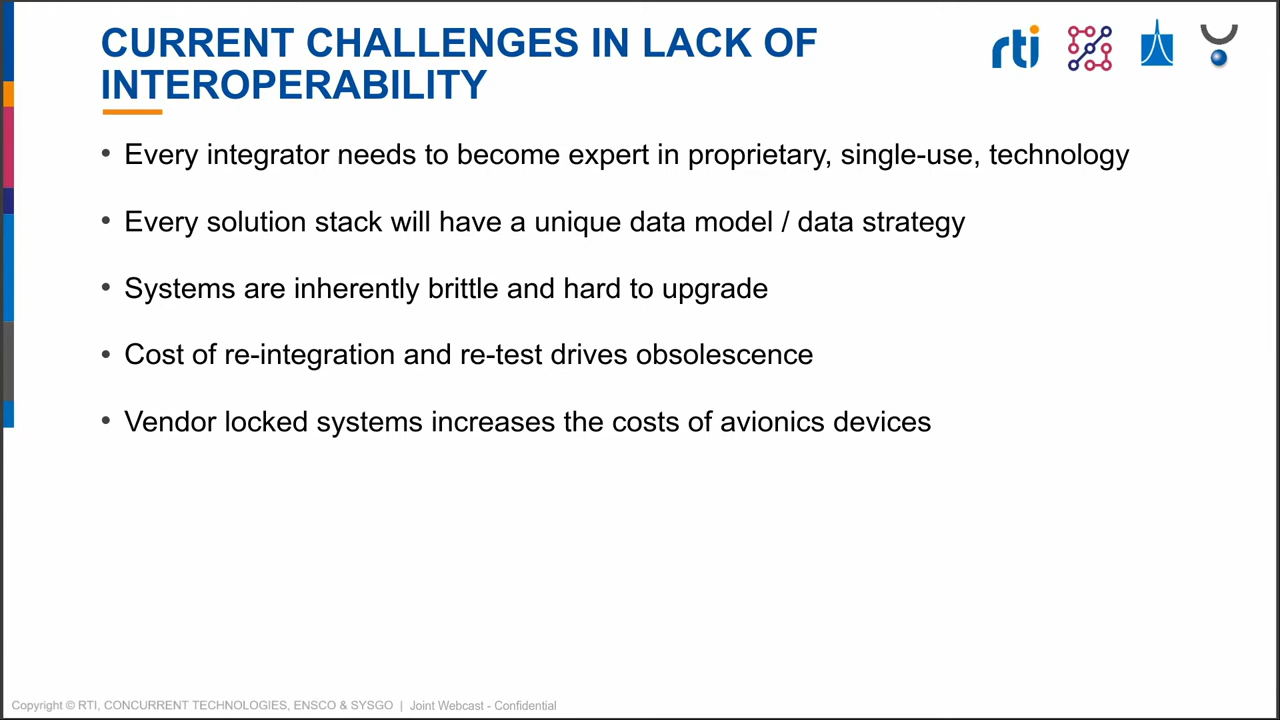 CURRENT CHALLENGES IN LACK OF
INTEROPERABILITY
rti
• Every integrator needs to become expert in proprietary, single-use, technology
• Every solution stack will have a unique data model / data strategy
• Systems are inherently brittle and hard to upgrade
• Cost of re-integration and re-test drives obsolescence
• Vendor locked systems increases the costs of avionics devices
Copyright © RTI, CONCURRENT TECHNOLOGIES, ENSCO & SYSGO | Joint Webcast - Confidential